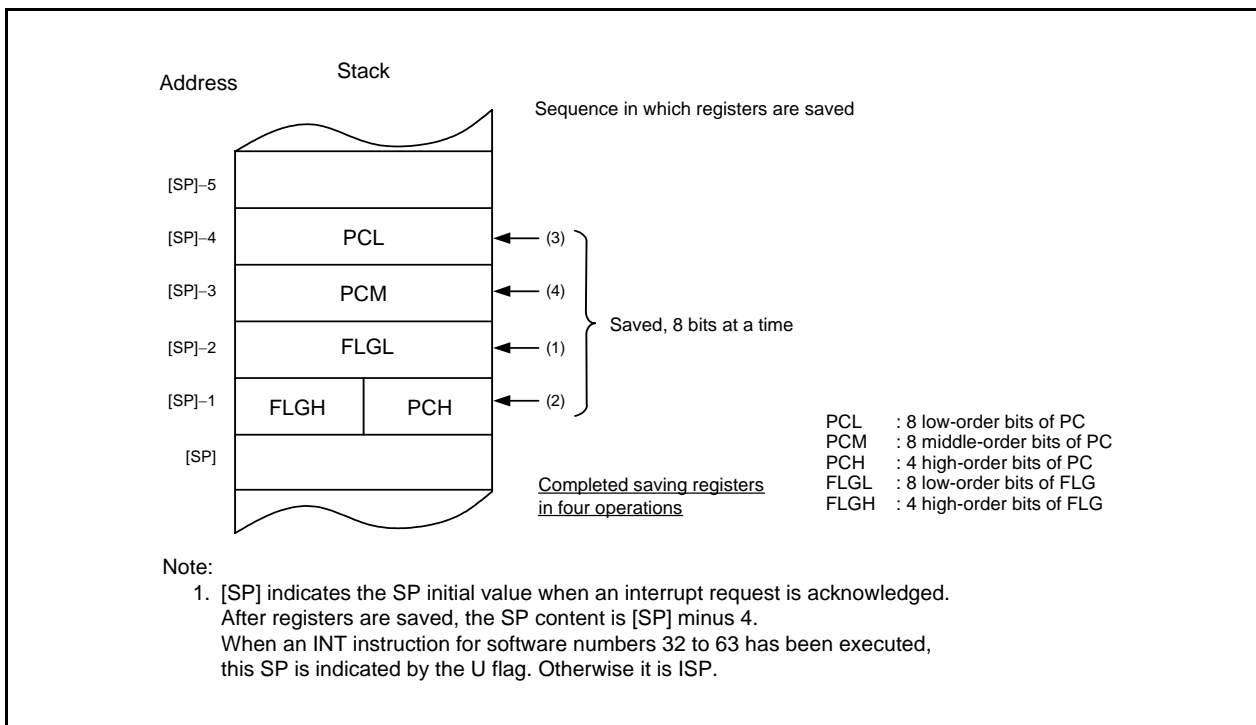 Address
Stack
Sequence in which registers are saved
[SP]−5
[SP]−4
PCL
(3)
[SP]−3
PCM
(4)
Saved, 8 bits at a time
[SP]−2
FLGL
(1)
[SP]−1
FLGH
PCH
(2)
[SP]
Completed saving registers
in four operations
PCL : 8 low-order bits of PC
PCM : 8 middle-order bits of PC
PCH : 4 high-order bits of PC
FLGL : 8 low-order bits of FLG
FLGH : 4 high-order bits of FLG
Note:
1. [SP] indicates the SP initial value when an interrupt request is acknowledged.
After registers are saved, the SP content is [SP] minus 4.
When an INT instruction for software numbers 32 to 63 has been executed,
this SP is indicated by the U flag. Otherwise it is ISP.